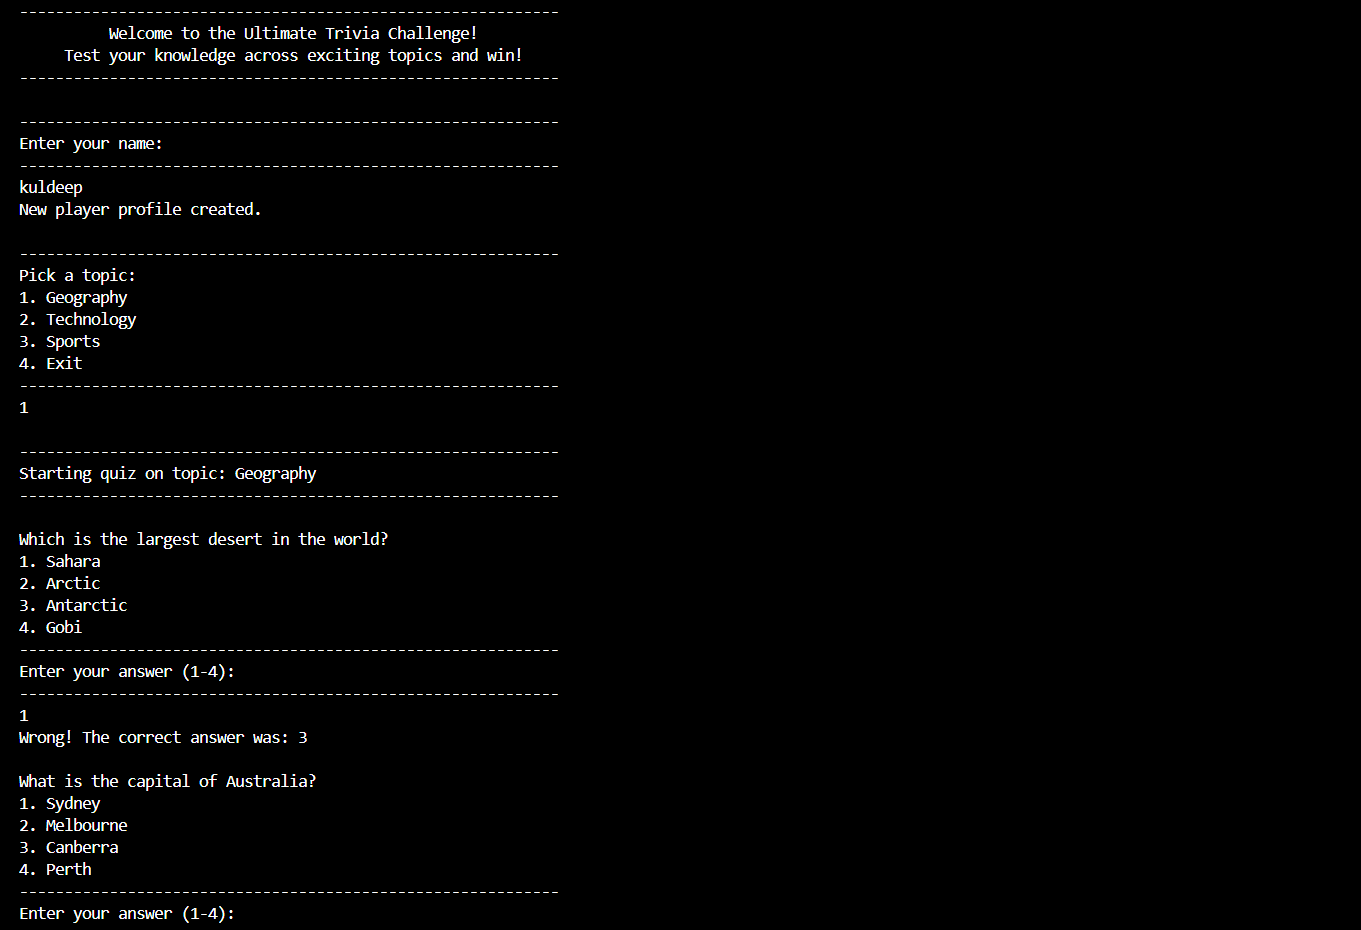 ------------------------------------------------------------
Welcome to the Ultimate Trivia Challenge!
Test your knowledge across exciting topics and win!
------------------------------------------------------------
------------------------------------------------------------
Enter your name:
------------------------------------------------------------
kuldeep
New player profile created.
------------------------------------------------------------
Pick a topic:
1. Geography
2. Technology
3. Sports
4. Exit
------------------------------------------------------------
1
------------------------------------------------------------
Starting quiz on topic: Geography
------------------------------------------------------------
Which is the largest desert in the world?
1. Sahara
2. Arctic
3. Antarctic
4. Gobi
------------------------------------------------------------
Enter your answer (1-4):
------------------------------------------------------------
1
Wrong! The correct answer was: 3
What is the capital of Australia?
1. Sydney
2. Melbourne
3. Canberra
4. Perth
------------------------------------------------------------
Enter your answer (1-4):